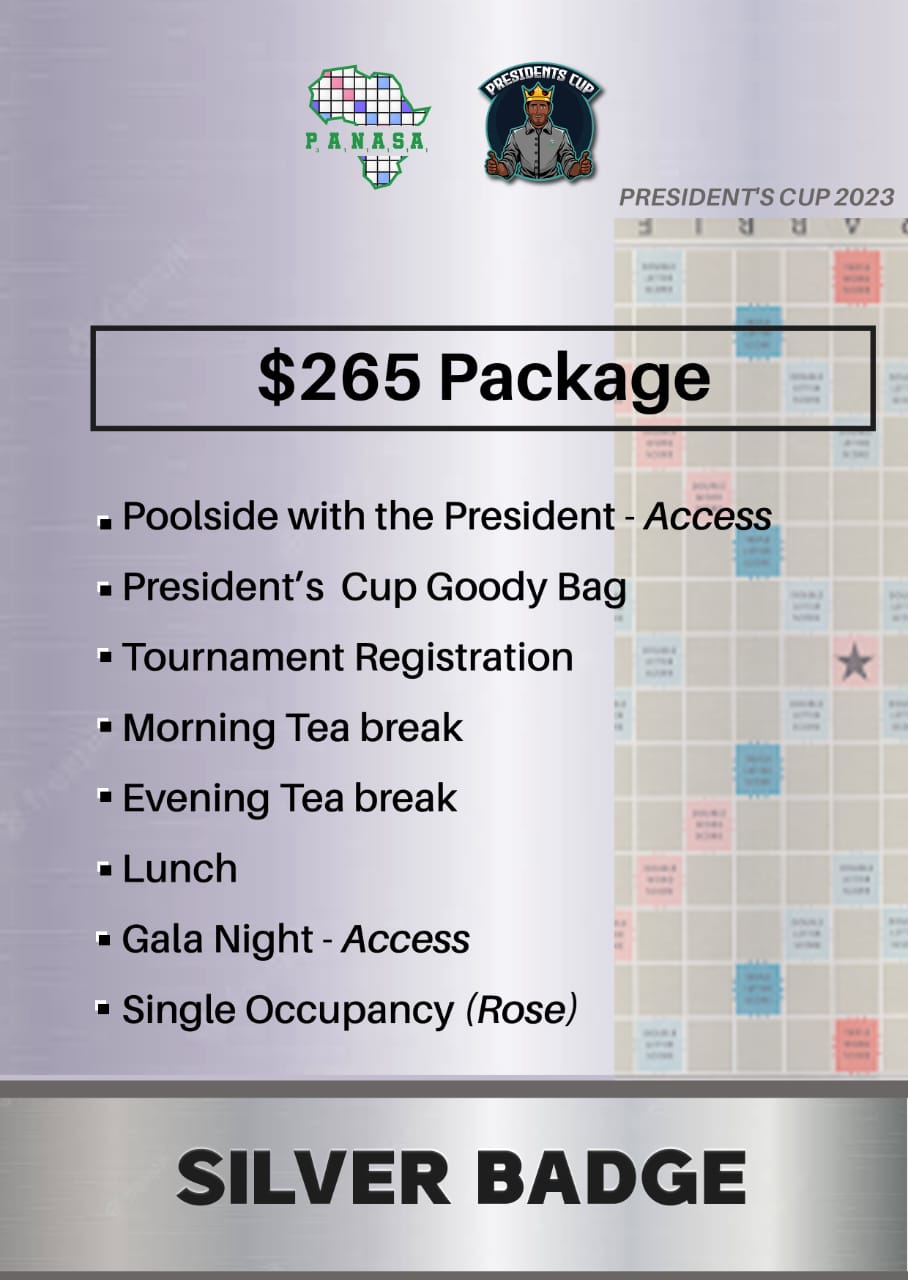 PANASA
PRESIDENTS CUP
PRESIDENT'S CUP 2023
$265 Package
Poolside with the President - Access
President’s Cup Goody Bag
Tournament Registration
Morning Tea break
Evening Tea break
Lunch
Gala Night - Access
Single Occupancy (Rose)
SILVER BADGE